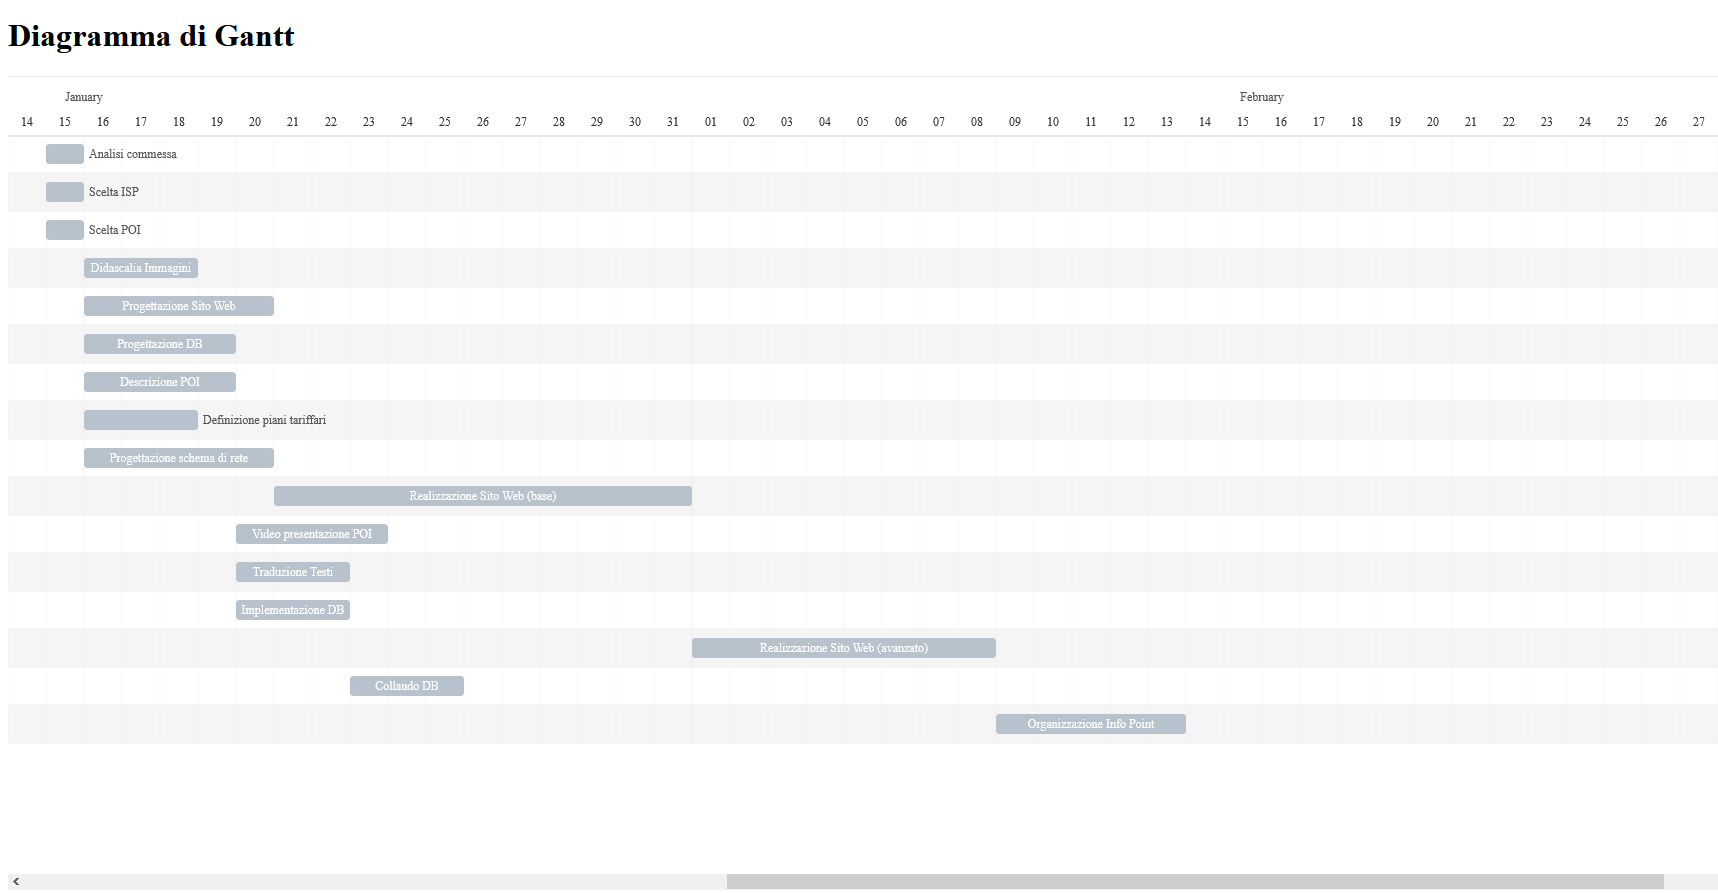 Diagramma di Gantt
January February
14 15 16 17 18 19 20 21 22 23 24 25 26 27 28 29 30 31 01 02 03 04 05 06 07 08 09 10 11 12 13 14 15 16 17 18 19 20 21 22 23 24 25 26 27
Analisi commessa
Scelta ISP
Scelta POI
Didascalia Immagini
Progettazione Sito Web
Progettazione DB
Descrizione POI
Definizione piani tariffari
Progettazione schema di rete
Realizzazione Sito Web (base)
Video presentazione POI
Traduzione Testi
Implementazione DB
Realizzazione Sito Web (avanzato)
Collaudo DB
Organizzazione Info Point